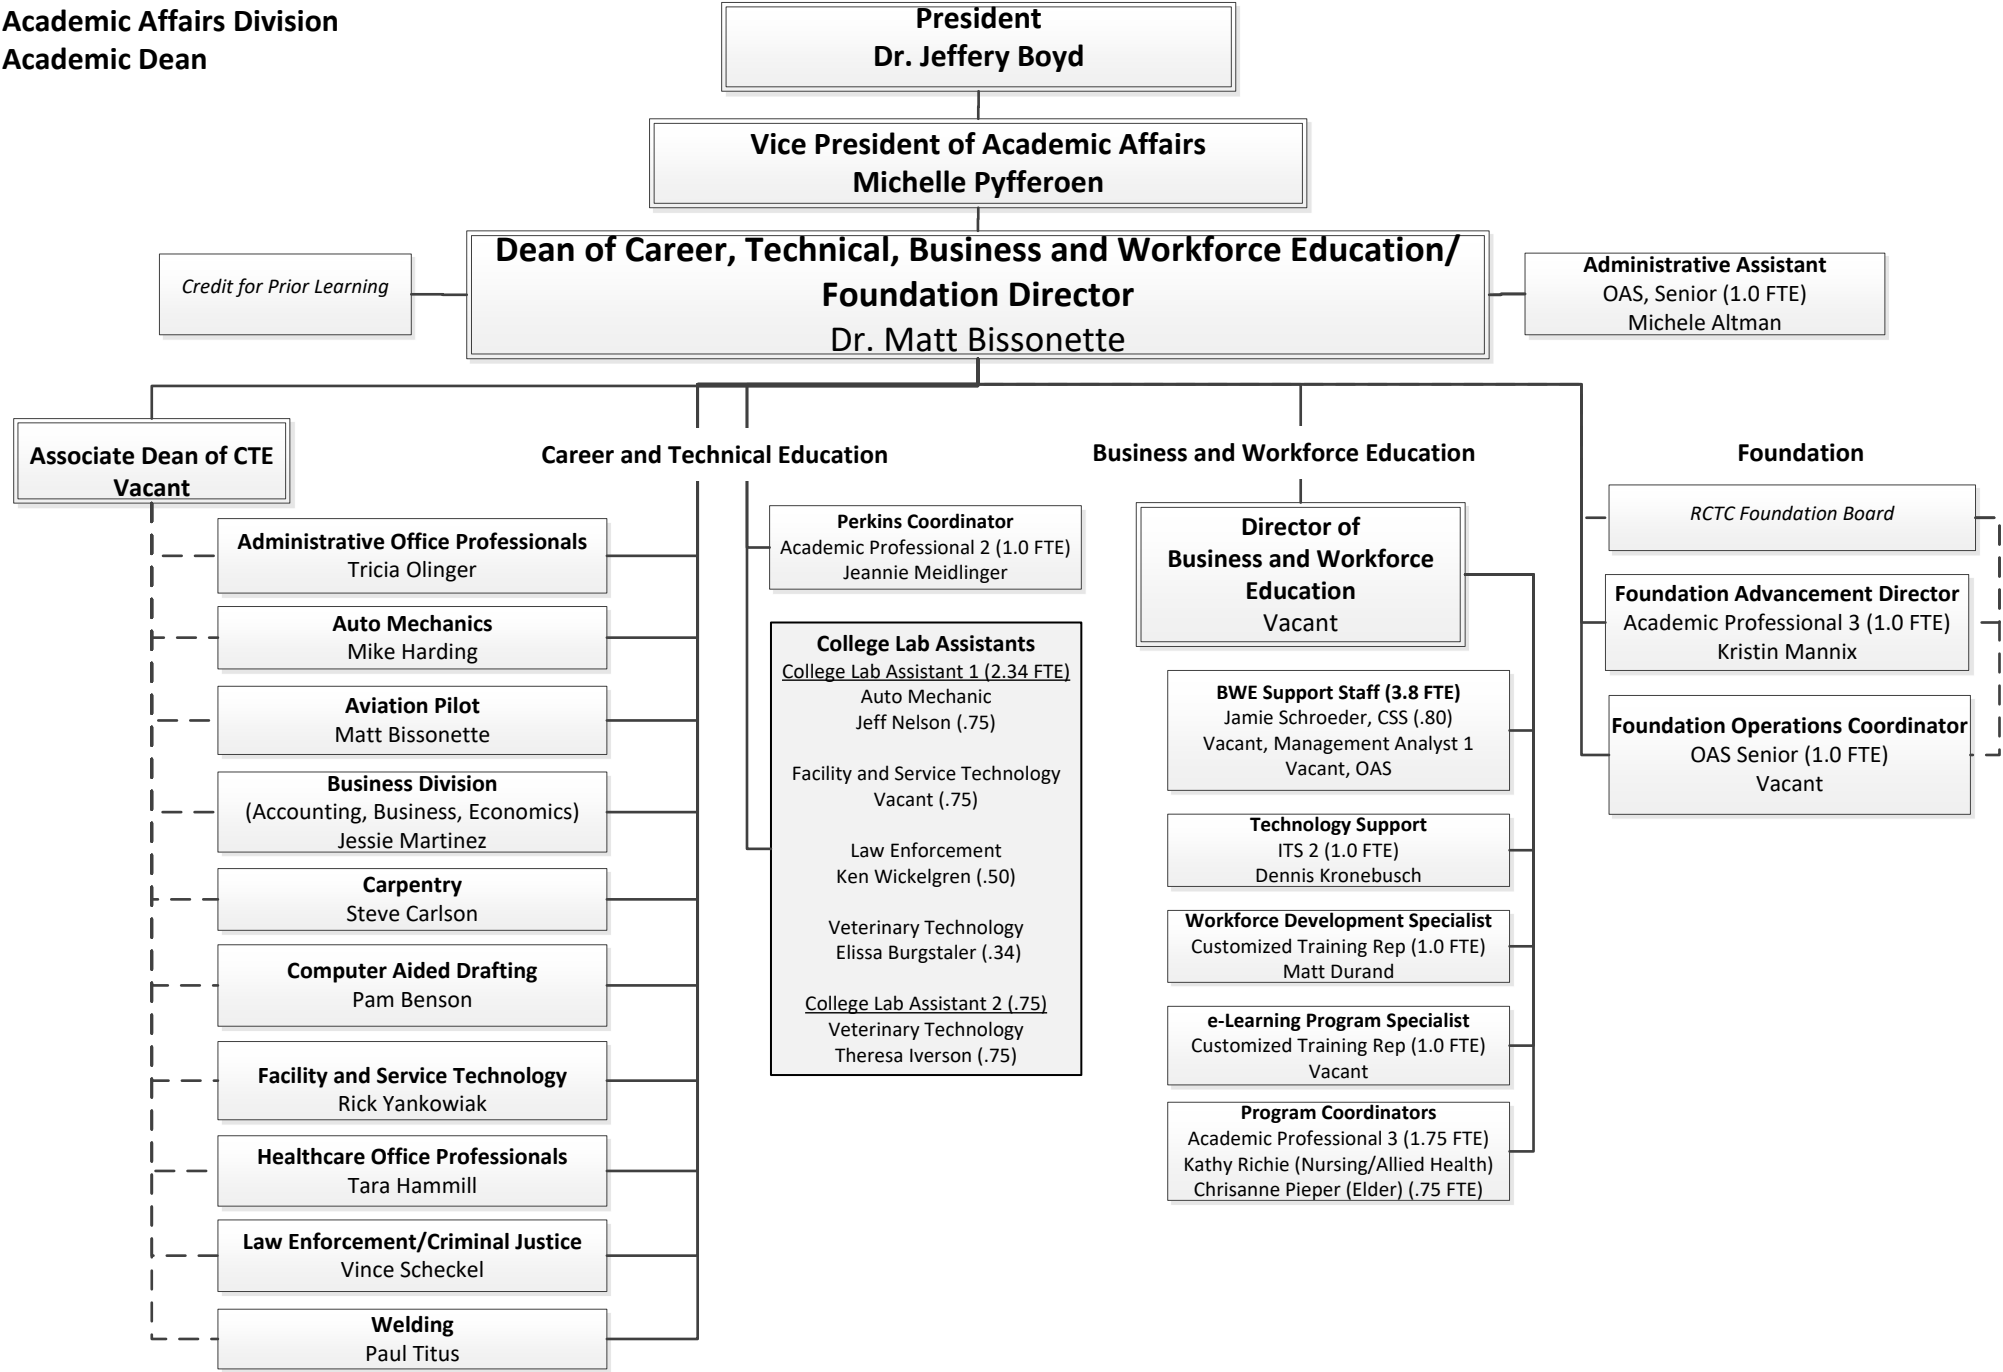 Academic Affairs Division
Academic Dean
President
Dr. Jeffery Boyd
Vice President of Academic Affairs
Michelle Pyfferoen
Dean of Career, Technical, Business and Workforce Education/
Foundation Director
Dr. Matt Bissonette
Credit for Prior Learning
Administrative Assistant
OAS, Senior (1.0 FTE)
Michele Altman
Associate Dean of CTE
Vacant
Career and Technical Education
Administrative Office Professionals
Tricia Olinger
Auto Mechanics
Mike Harding
Aviation Pilot
Matt Bissonette
Business Division
(Accounting, Business, Economics)
Jessie Martinez
Carpentry
Steve Carlson
Computer Aided Drafting
Pam Benson
Facility and Service Technology
Rick Yankowiak
Healthcare Office Professionals
Tara Hammill
Law Enforcement/Criminal Justice
Vince Scheckel
Welding
Paul Titus
Perkins Coordinator
Academic Professional 2 (1.0 FTE)
Jeannie Meidlinger
College Lab Assistants
College Lab Assistant 1 (2.34 FTE)
Auto Mechanic
Jeff Nelson (.75)
Facility and Service Technology
Vacant (.75)
Law Enforcement
Ken Wickelgren (.50)
Veterinary Technology
Elissa Burgstaler (.34)
College Lab Assistant 2 (.75)
Veterinary Technology
Theresa Iverson (.75)
Business and Workforce Education
Director of
Business and Workforce
Education
Vacant
BWE Support Staff (3.8 FTE)
Jamie Schroeder, CSS (.80)
Vacant, Management Analyst 1
Vacant, OAS
Technology Support
ITS 2 (1.0 FTE)
Dennis Kronebusch
Workforce Development Specialist
Customized Training Rep (1.0 FTE)
Matt Durand
e-Learning Program Specialist
Customized Training Rep (1.0 FTE)
Vacant
Program Coordinators
Academic Professional 3 (1.75 FTE)
Kathy Richie (Nursing/Allied Health)
Chrisanne Pieper (Elder) (.75 FTE)
Foundation
RCTC Foundation Board
Foundation Advancement Director
Academic Professional 3 (1.0 FTE)
Kristin Mannix
Foundation Operations Coordinator
OAS Senior (1.0 FTE)
Vacant